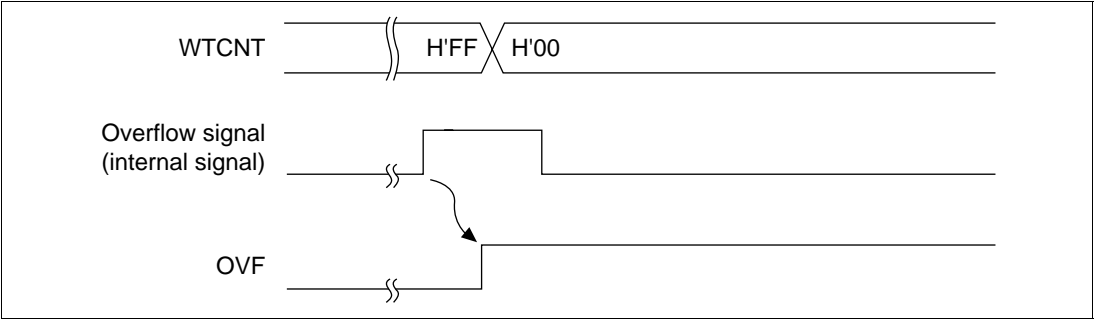 WTCNT H'FF H'00
Overflow signal
(internal signal)
OVF